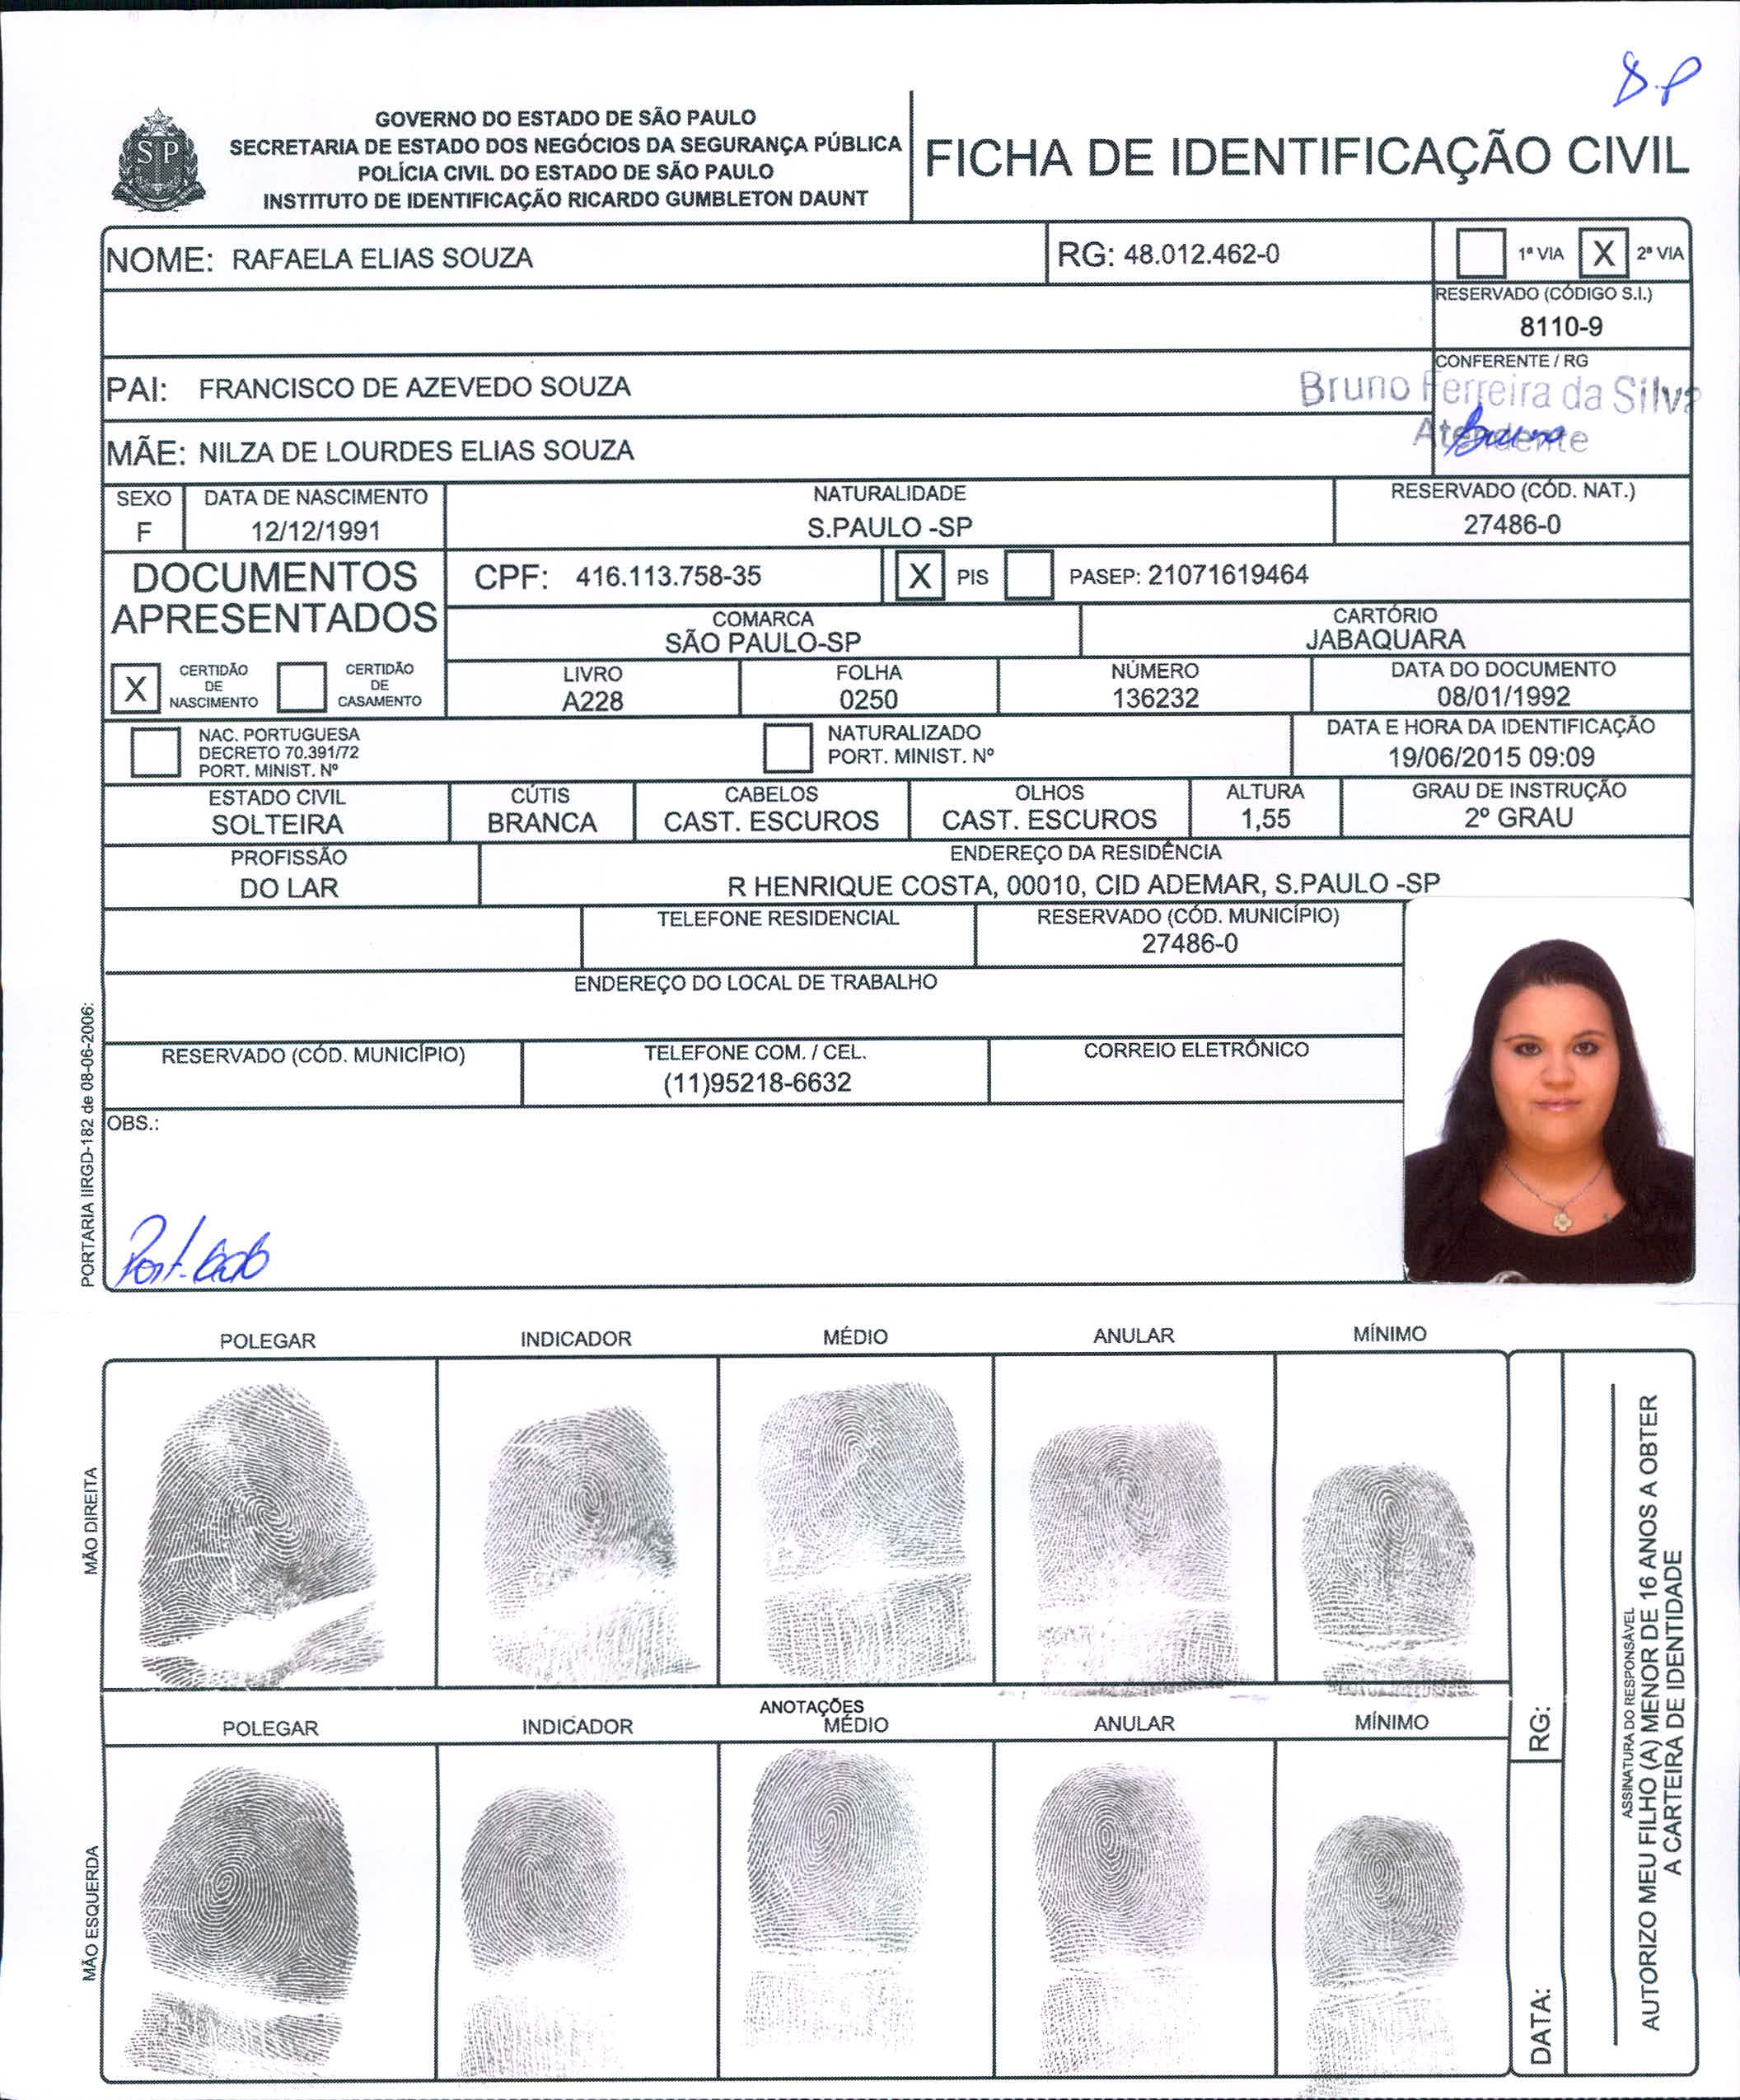 S.P
SP
GOVERNO DO ESTADO DE SÃO PAULO
SECRETARIA DE ESTADO DOS NEGÓCIOS DA SEGURANÇA PÚBLICA
POLÍCIA CIVIL DO ESTADO DE SÃO PAULO
INSTITUTO DE IDENTIFICAÇÃO RICARDO GUMBLETON DAUNT
FICHA DE IDENTIFICAÇÃO CIVIL
NOME: RAFAELA ELIAS SOUZA
RG: 48.012.462-0
1ª VIA X 2ª VIA
RESERVADO (CÓDIGO S.I.)
8110-9
PAI: FRANCISCO DE AZEVEDO SOUZA
CONFERENTE / RG
Bruno Ferreira da Silva
Atendente
MÃE: NILZA DE LOURDES ELIAS SOUZA
SEXO
F
DATA DE NASCIMENTO
12/12/1991
NATURALIDADE
S.PAULO -SP
RESERVADO (CÓD. NAT.)
27486-0
DOCUMENTOS
APRESENTADOS
CPF: 416.113.758-35
X PIS
PASEP: 21071619464
COMARCA
SÃO PAULO-SP
CARTÓRIO
JABAQUARA
X
CERTIDÃO
DE
NASCIMENTO
CERTIDÃO
DE
CASAMENTO
LIVRO
A228
FOLHA
0250
NÚMERO
136232
DATA DO DOCUMENTO
08/01/1992
NAC. PORTUGUESA
DECRETO 70.391/72
PORT. MINIST. Nº
NATURALIZADO
PORT. MINIST. Nº
DATA E HORA DA IDENTIFICAÇÃO
19/06/2015 09:09
ESTADO CIVIL
SOLTEIRA
CÚTIS
BRANCA
CABELOS
CAST. ESCUROS
OLHOS
CAST. ESCUROS
ALTURA
1,55
GRAU DE INSTRUÇÃO
2º GRAU
PROFISSÃO
DO LAR
ENDEREÇO DA RESIDÊNCIA
R HENRIQUE COSTA, 00010, CID ADEMAR, S.PAULO -SP
TELEFONE RESIDENCIAL
RESERVADO (CÓD. MUNICÍPIO)
27486-0
ENDEREÇO DO LOCAL DE TRABALHO
RESERVADO (CÓD. MUNICÍPIO)
TELEFONE COM. / CEL.
(11)95218-6632
CORREIO ELETRÔNICO
OBS.:
PORTARIA IIRGD-182 de 08-06-2006:
POLEGAR
INDICADOR
MÉDIO
ANULAR
MÍNIMO
MÃO DIREITA
ANOTAÇÕES
POLEGAR
INDICADOR
MÉDIO
ANULAR
MÍNIMO
MÃO ESQUERDA
RG:
DATA:
ASSINATURA DO RESPONSÁVEL
AUTORIZO MEU FILHO (A) MENOR DE 16 ANOS A OBTER
A CARTEIRA DE IDENTIDADE